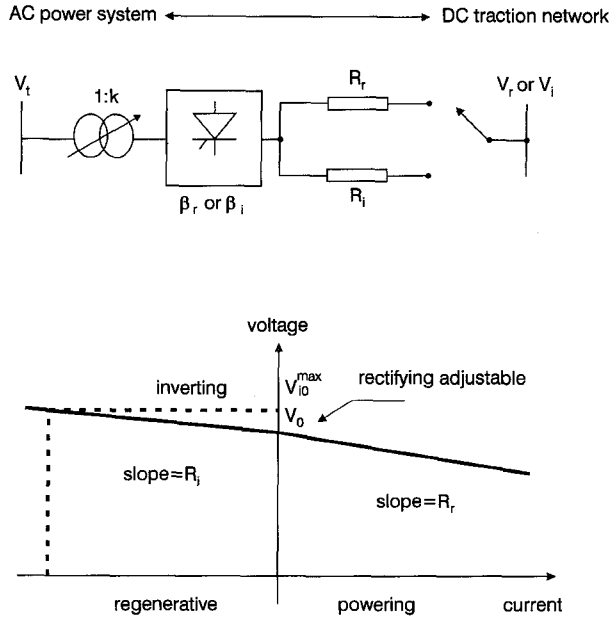 AC power system
DC traction network
V_t
1:k
R_r
V_r or V_i
R_i
β_r or β_i
voltage
inverting
V_i0^max
rectifying adjustable
V_0
slope=R_i
slope=R_r
regenerative
powering
current